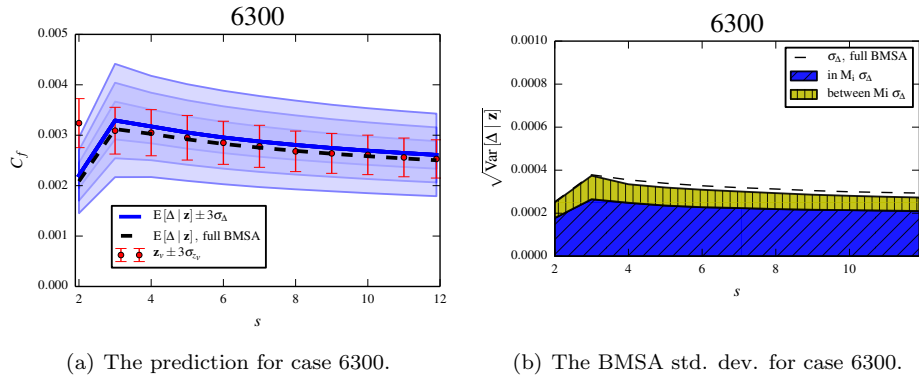 6300
0.005
0.004
0.003
0.002
0.001
0.000
C_f
E [Δ | z] ± 3σ_Δ
E [Δ | z] , full BMSA
z_v ± 3σ_{z_v}
2 4 6 8 10 12
s
(a) The prediction for case 6300.
6300
0.0010
0.0008
0.0006
0.0004
0.0002
0.0000
√Var [Δ | z]
σ_Δ, full BMSA
in M_i σ_Δ
between Mi σ_Δ
2 4 6 8 10
s
(b) The BMSA std. dev. for case 6300.